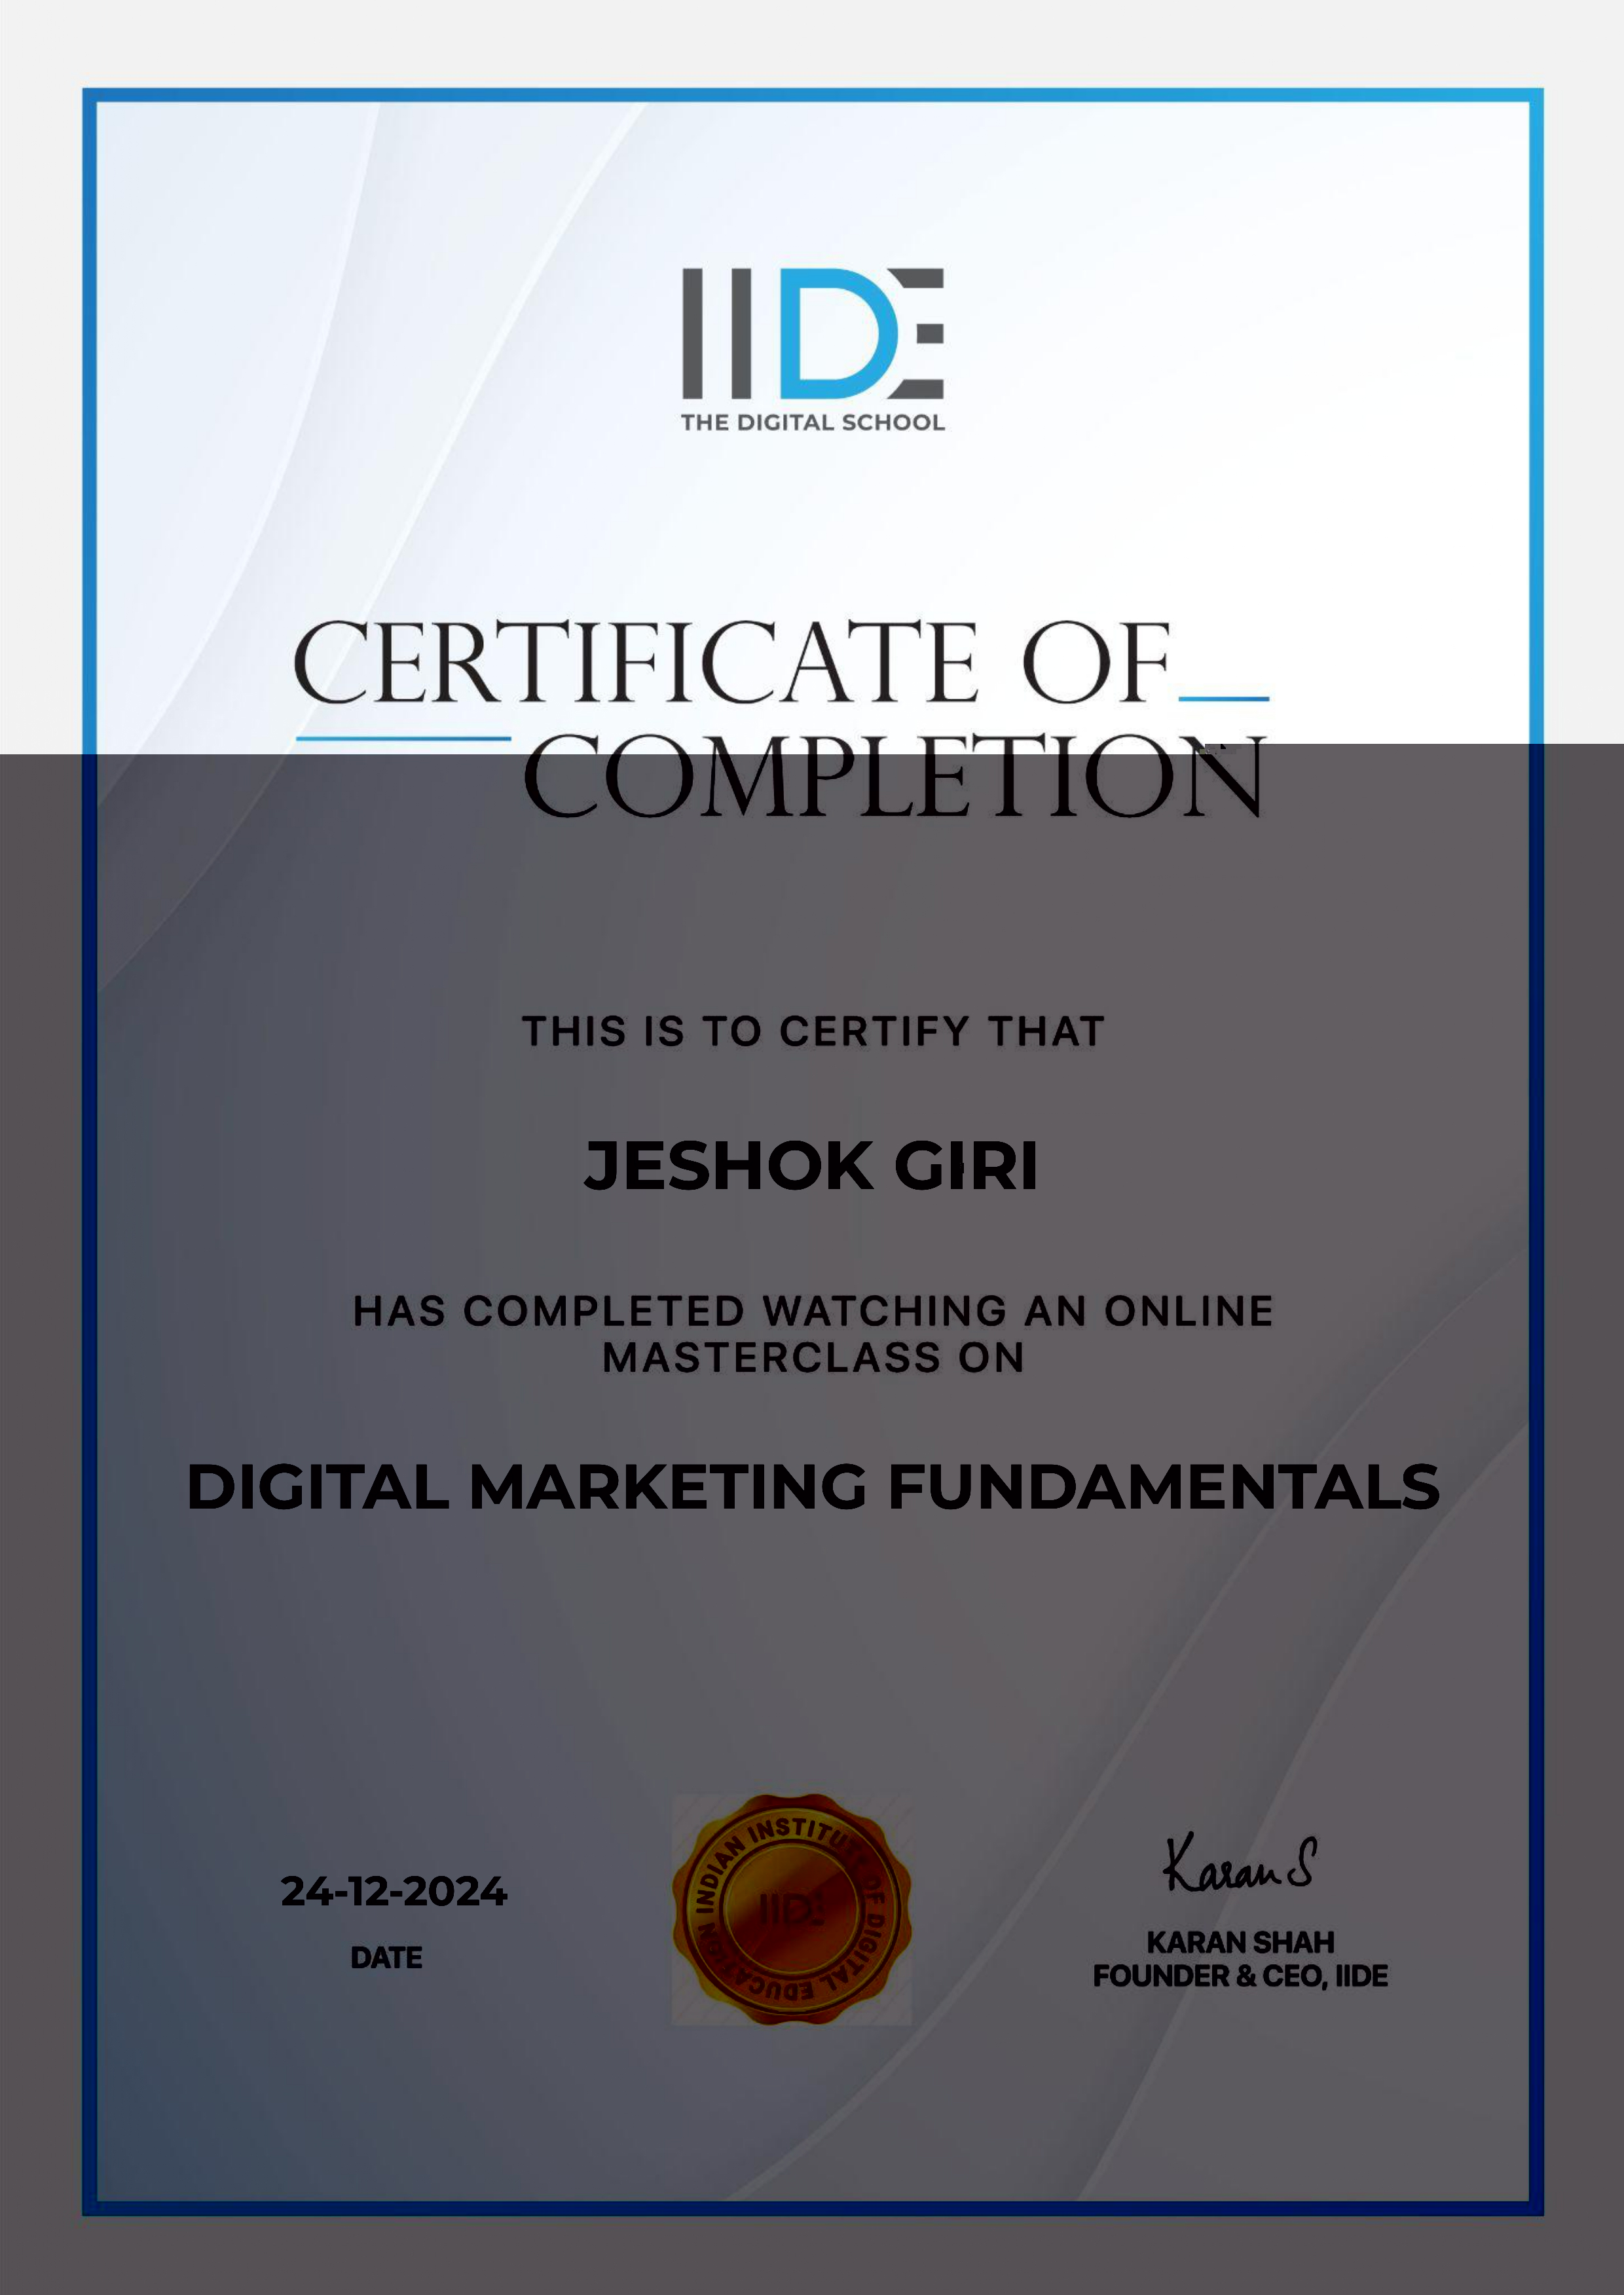 IIDE
THE DIGITAL SCHOOL
CERTIFICATE OF
COMPLETION
THIS IS TO CERTIFY THAT
JESHOK GIRI
HAS COMPLETED WATCHING AN ONLINE
MASTERCLASS ON
DIGITAL MARKETING FUNDAMENTALS
24-12-2024
DATE
INDIAN INSTITUTE OF DIGITAL EDUCATION
IIDE
Karan S
KARAN SHAH
FOUNDER & CEO, IIDE